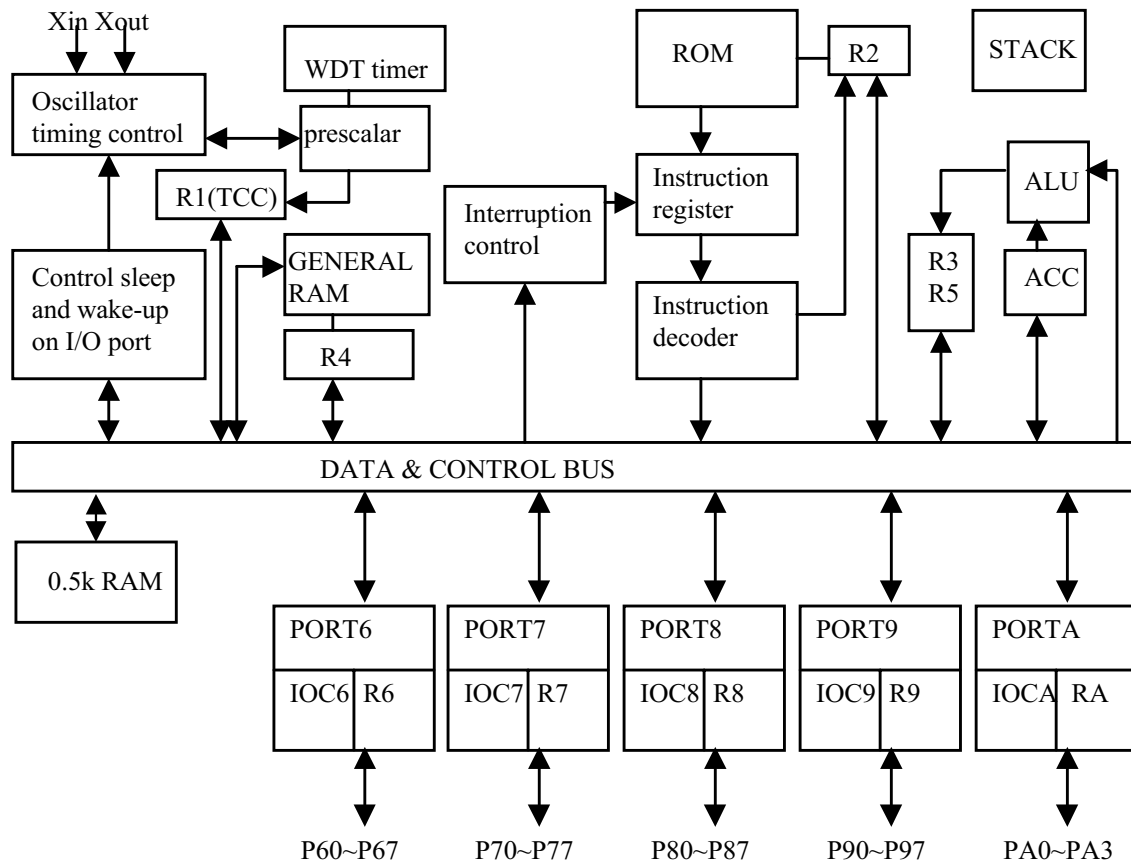 Xin Xout
WDT timer
ROM
R2
STACK
Oscillator
timing control
prescalar
R1(TCC)
Interruption
control
Instruction
register
ALU
Control sleep
and wake-up
on I/O port
GENERAL
RAM
R4
Instruction
decoder
R3
R5
ACC
DATA & CONTROL BUS
0.5k RAM
PORT6
PORT7
PORT8
PORT9
PORTA
IOC6
R6
IOC7
R7
IOC8
R8
IOC9
R9
IOCA
RA
P60~P67
P70~P77
P80~P87
P90~P97
PA0~PA3